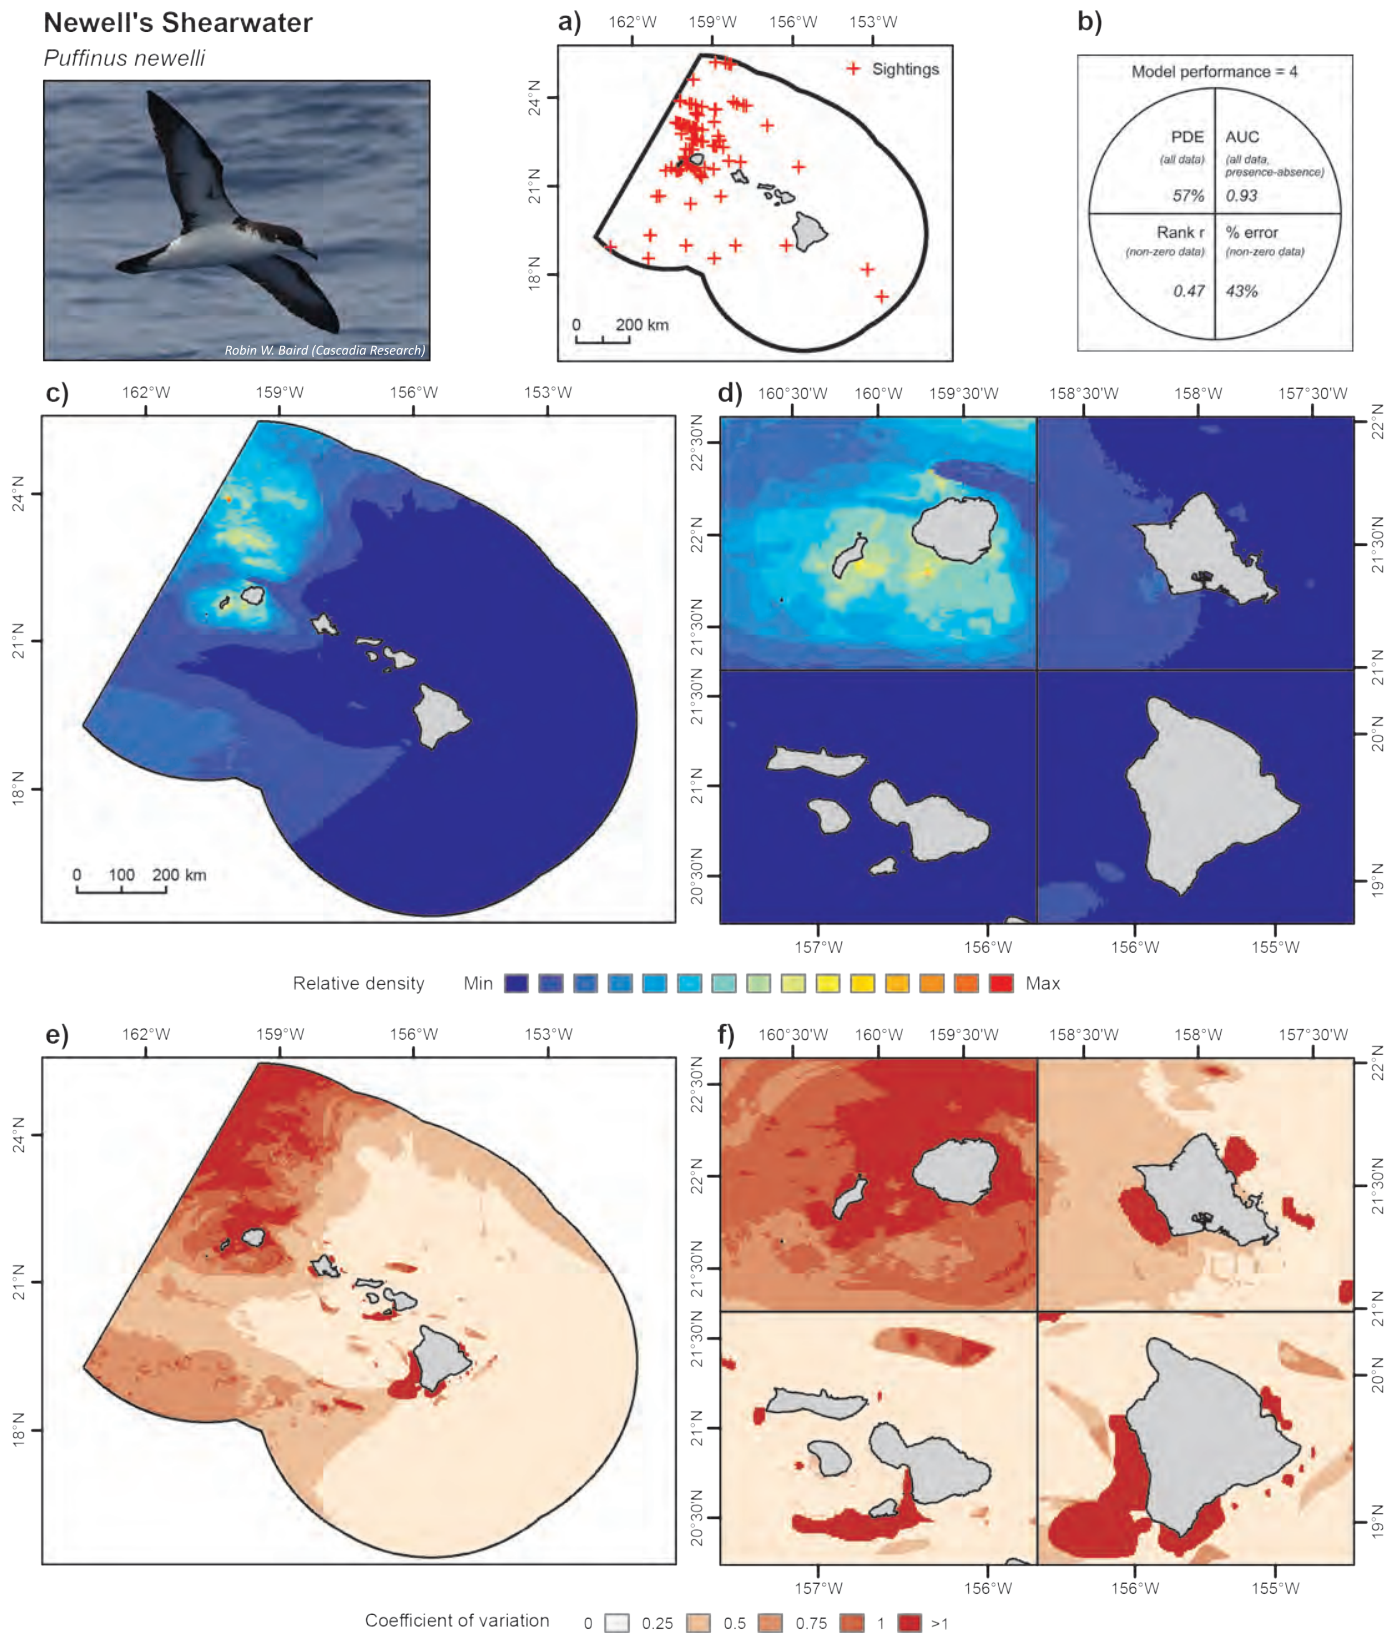 Newell's Shearwater
Puffinus newelli
Robin W. Baird (Cascadia Research)
a)
162°W 159°W 156°W 153°W
24°N
21°N
18°N
Sightings
0 200 km
b)
Model performance = 4
PDE
(all data)
57%
AUC
(all data,
presence-absence)
0.93
Rank r
(non-zero data)
0.47
% error
(non-zero data)
43%
c)
162°W 159°W 156°W 153°W
24°N
21°N
18°N
0 100 200 km
d)
160°30'W 160°W 159°30'W 158°30'W 158°W 157°30'W
22°30'N
22°N
21°30'N
22°N
21°30'N
21°N
21°30'N
21°N
20°30'N
20°N
19°N
157°W 156°W 156°W 155°W
Relative density Min Max
e)
162°W 159°W 156°W 153°W
24°N
21°N
18°N
f)
160°30'W 160°W 159°30'W 158°30'W 158°W 157°30'W
22°30'N
22°N
21°30'N
22°N
21°30'N
21°N
21°30'N
21°N
20°30'N
20°N
19°N
157°W 156°W 156°W 155°W
Coefficient of variation 0 0.25 0.5 0.75 1 >1